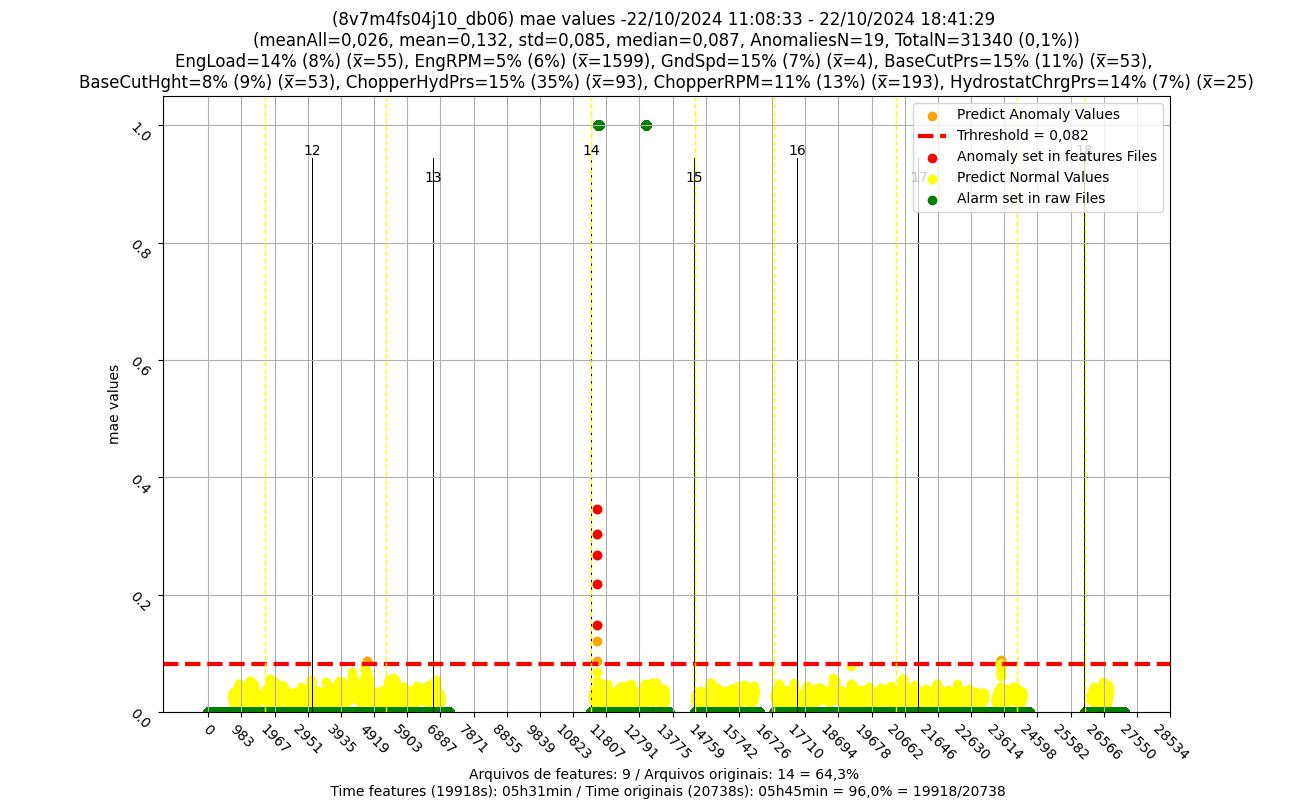 (8v7m4fs04j10_db06) mae values -22/10/2024 11:08:33 - 22/10/2024 18:41:29
(meanAll=0,026, mean=0,132, std=0,085, median=0,087, AnomaliesN=19, TotalN=31340 (0,1%))
EngLoad=14% (8%) (x̅=55), EngRPM=5% (6%) (x̅=1599), GndSpd=15% (7%) (x̅=4), BaseCutPrs=15% (11%) (x̅=53),
BaseCutHght=8% (9%) (x̅=53), ChopperHydPrs=15% (35%) (x̅=93), ChopperRPM=11% (13%) (x̅=193), HydrostatChrgPrs=14% (7%) (x̅=25)
Predict Anomaly Values
Trhreshold = 0,082
Anomaly set in features Files
Predict Normal Values
Alarm set in raw Files
12
13
14
15
16
17
18
mae values
1.0
0.8
0.6
0.4
0.2
0.0
0 983 1967 2951 3935 4919 5903 6887 7871 8855 9839 10823 11807 12791 13775 14759 15742 16726 17710 18694 19678 20662 21646 22630 23614 24598 25582 26566 27550 28534
Arquivos de features: 9 / Arquivos originais: 14 = 64,3%
Time features (19918s): 05h31min / Time originais (20738s): 05h45min = 96,0% = 19918/20738